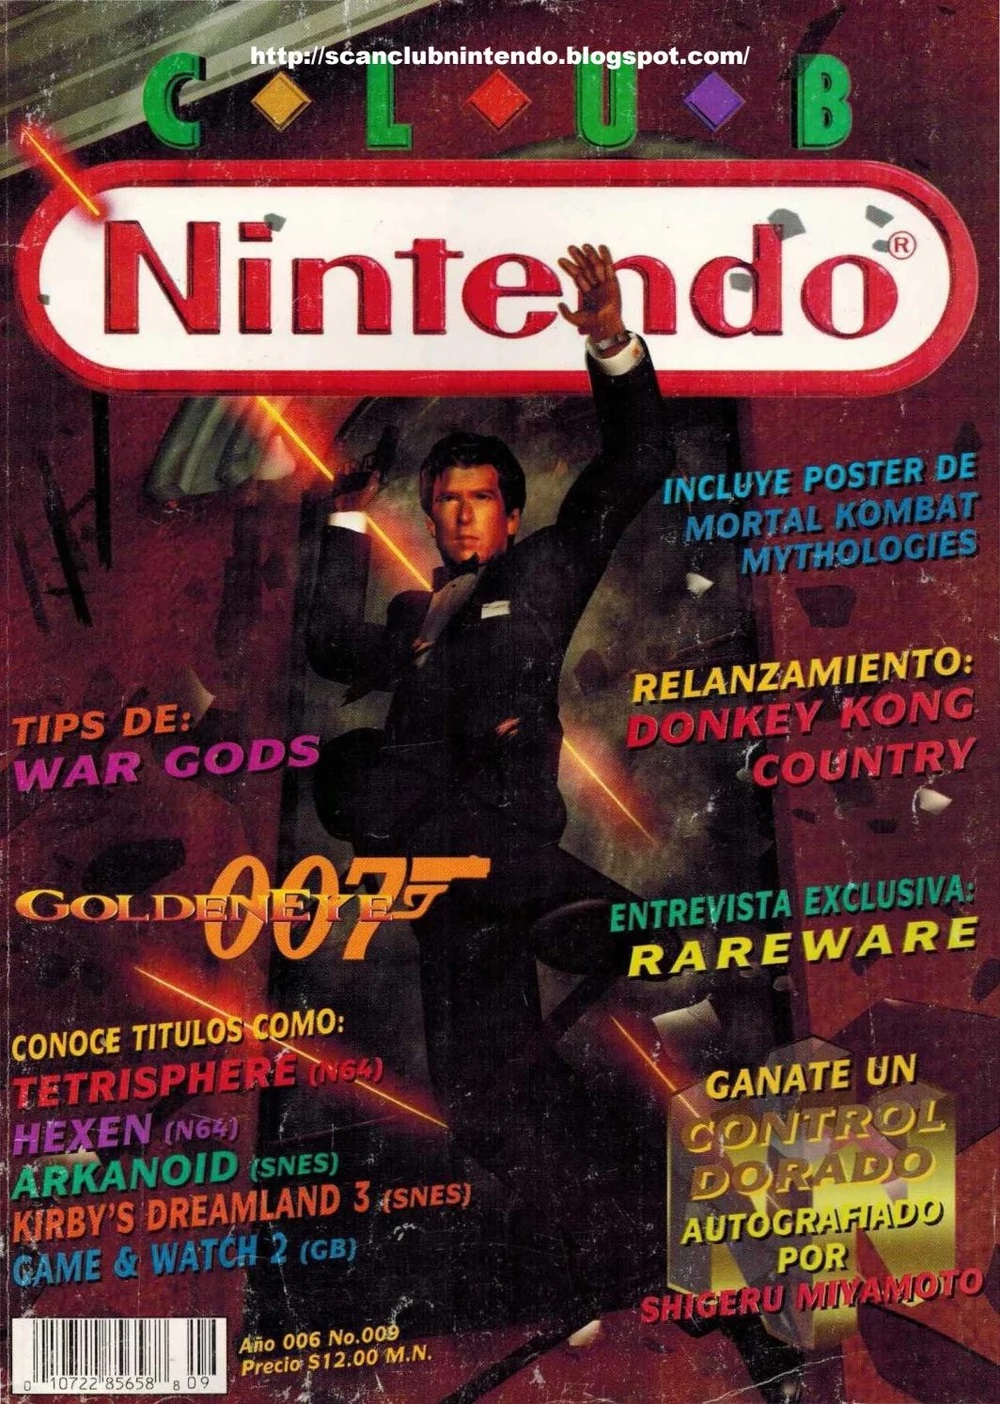 http://scanclubnintendo.blogspot.com/
CLUB
Nintendo®
INCLUYE POSTER DE
MORTAL KOMBAT
MYTHOLOGIES
RELANZAMIENTO:
DONKEY KONG
COUNTRY
TIPS DE:
WAR GODS
GOLDENEYE 007
ENTREVISTA EXCLUSIVA:
RAREWARE
CONOCE TITULOS COMO:
TETRISPHERE (N64)
HEXEN (N64)
ARKANOID (SNES)
KIRBY'S DREAMLAND 3 (SNES)
GAME & WATCH 2 (GB)
GANATE UN
CONTROL
DORADO
AUTOGRAFIADO
POR
SHIGERU MIYAMOTO
Año 006 No.009
Precio $12.00 M.N.
0 10722 85658 8 09